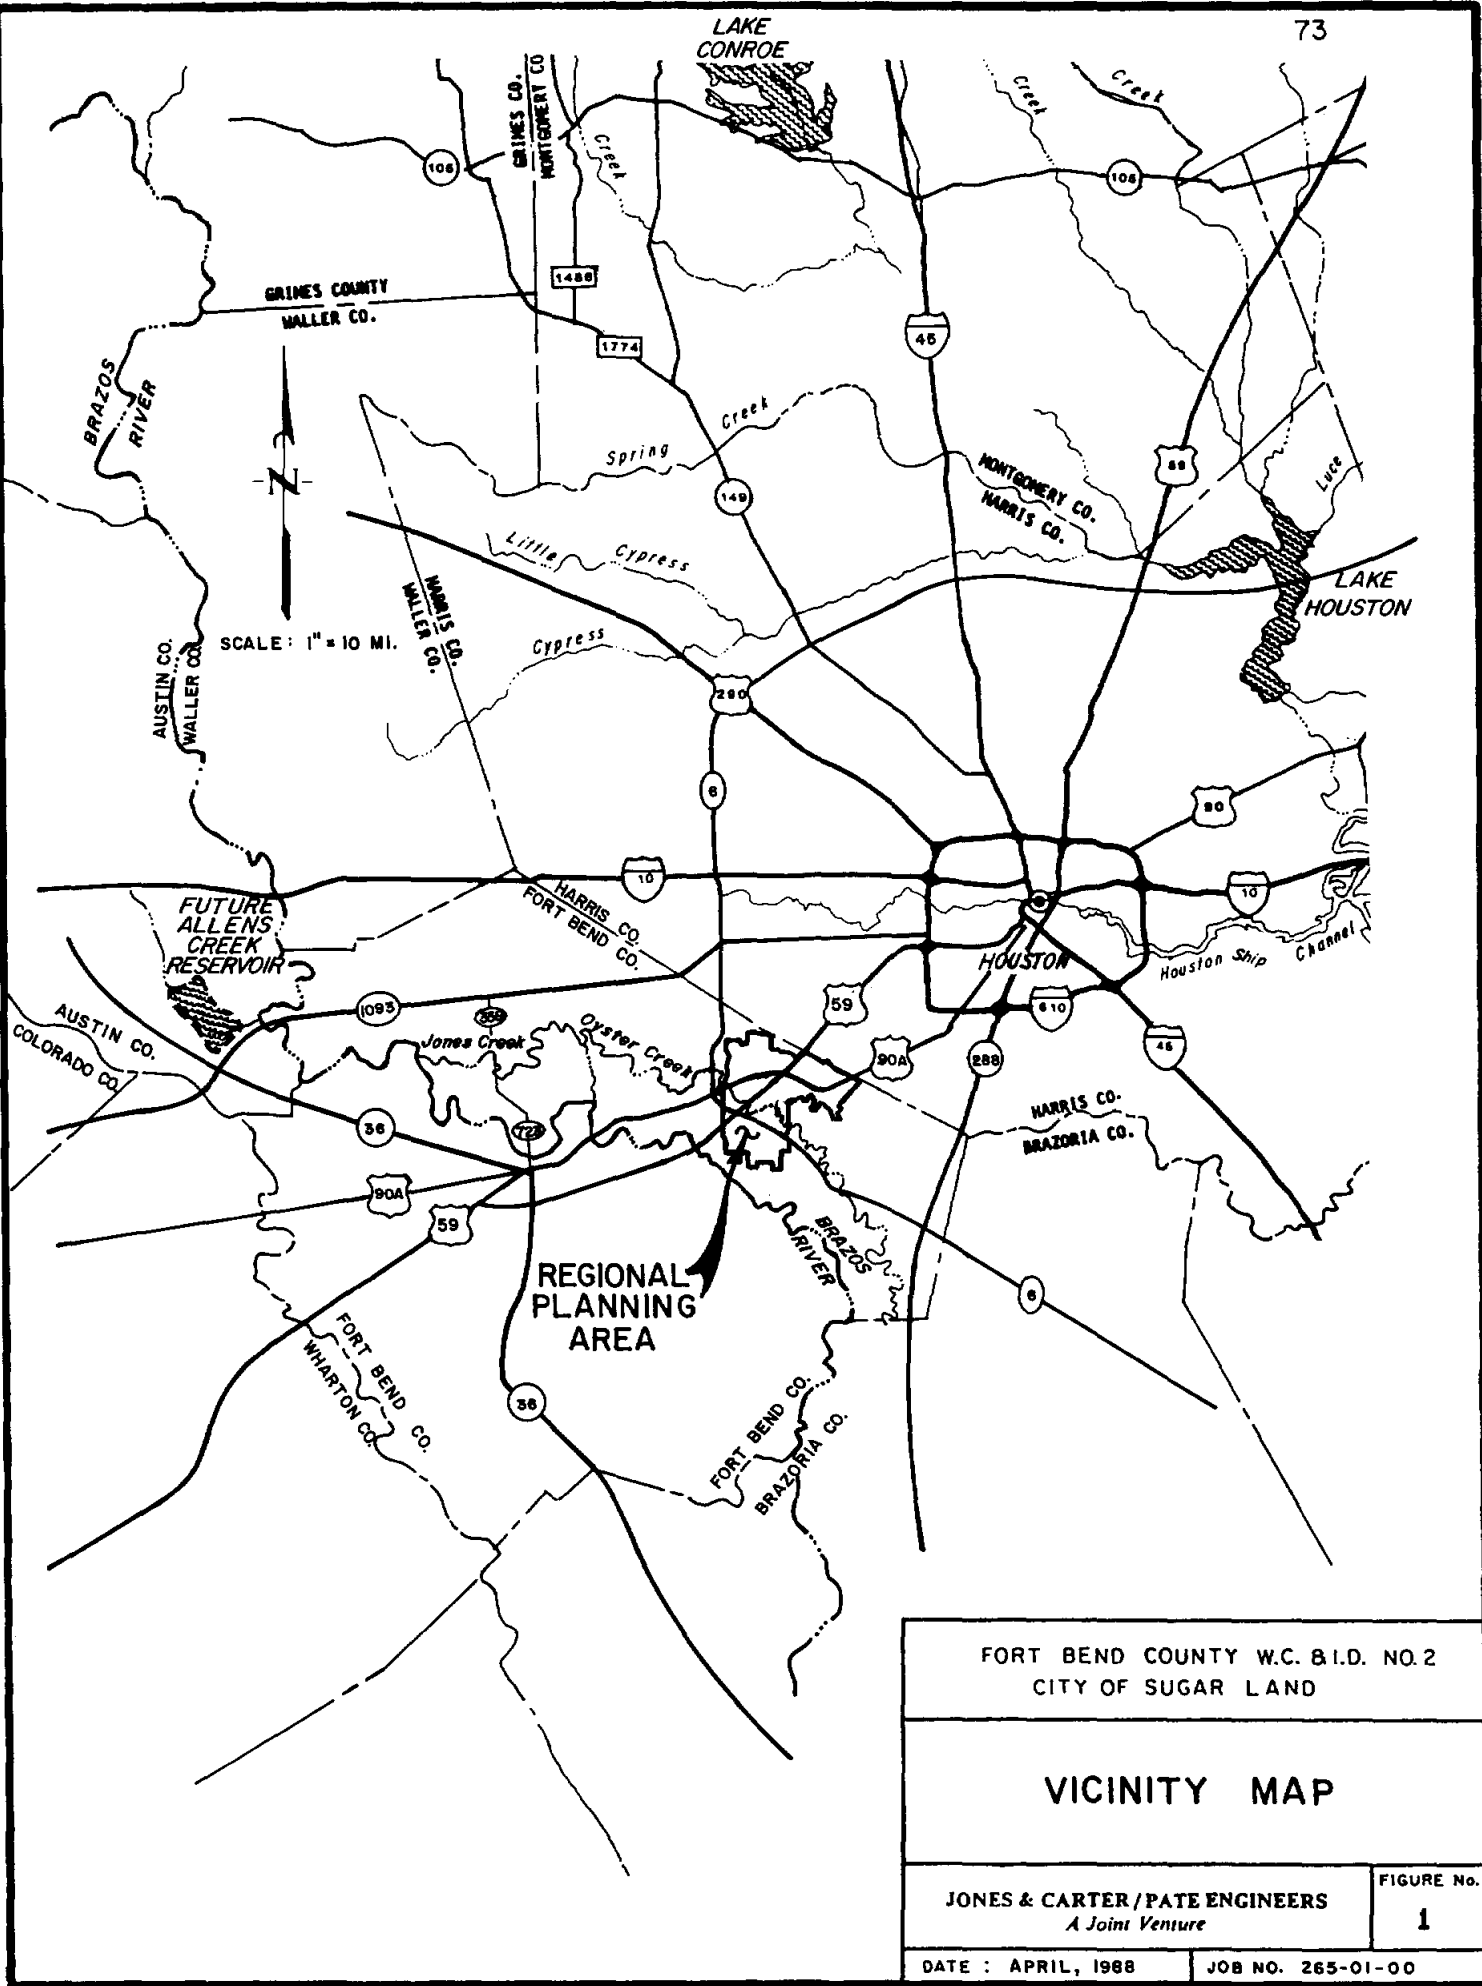 73
LAKE
CONROE
Creek
Creek
GRIMES CO.
MONTGOMERY CO
Creek
105
105
GRIMES COUNTY
WALLER CO.
1486
1774
45
BRAZOS
RIVER
Creek
Spring
N
MONTGOMERY CO.
HARRIS CO.
59
Luce
149
Little
Cypress
LAKE
HOUSTON
HARRIS CO.
WALLER CO.
SCALE: 1" = 10 MI.
Cypress
AUSTIN CO.
WALLER CO.
290
6
90
10
10
HARRIS CO.
FORT BEND CO.
FUTURE
ALLENS
CREEK
RESERVOIR
HOUSTON
Houston Ship
Channel
1093
359
59
610
AUSTIN CO.
COLORADO CO.
Jones Creek
Oyster Creek
90A
288
45
36
723
HARRIS CO.
BRAZORIA CO.
90A
59
BRAZOS
RIVER
REGIONAL
PLANNING
AREA
6
FORT BEND CO.
WHARTON CO.
36
FORT BEND CO.
BRAZORIA CO.
FORT BEND COUNTY W.C. & I.D. NO. 2
CITY OF SUGAR LAND
VICINITY MAP
JONES & CARTER/PATE ENGINEERS
A Joint Venture
FIGURE No.
1
DATE : APRIL, 1988
JOB NO. 265-01-00